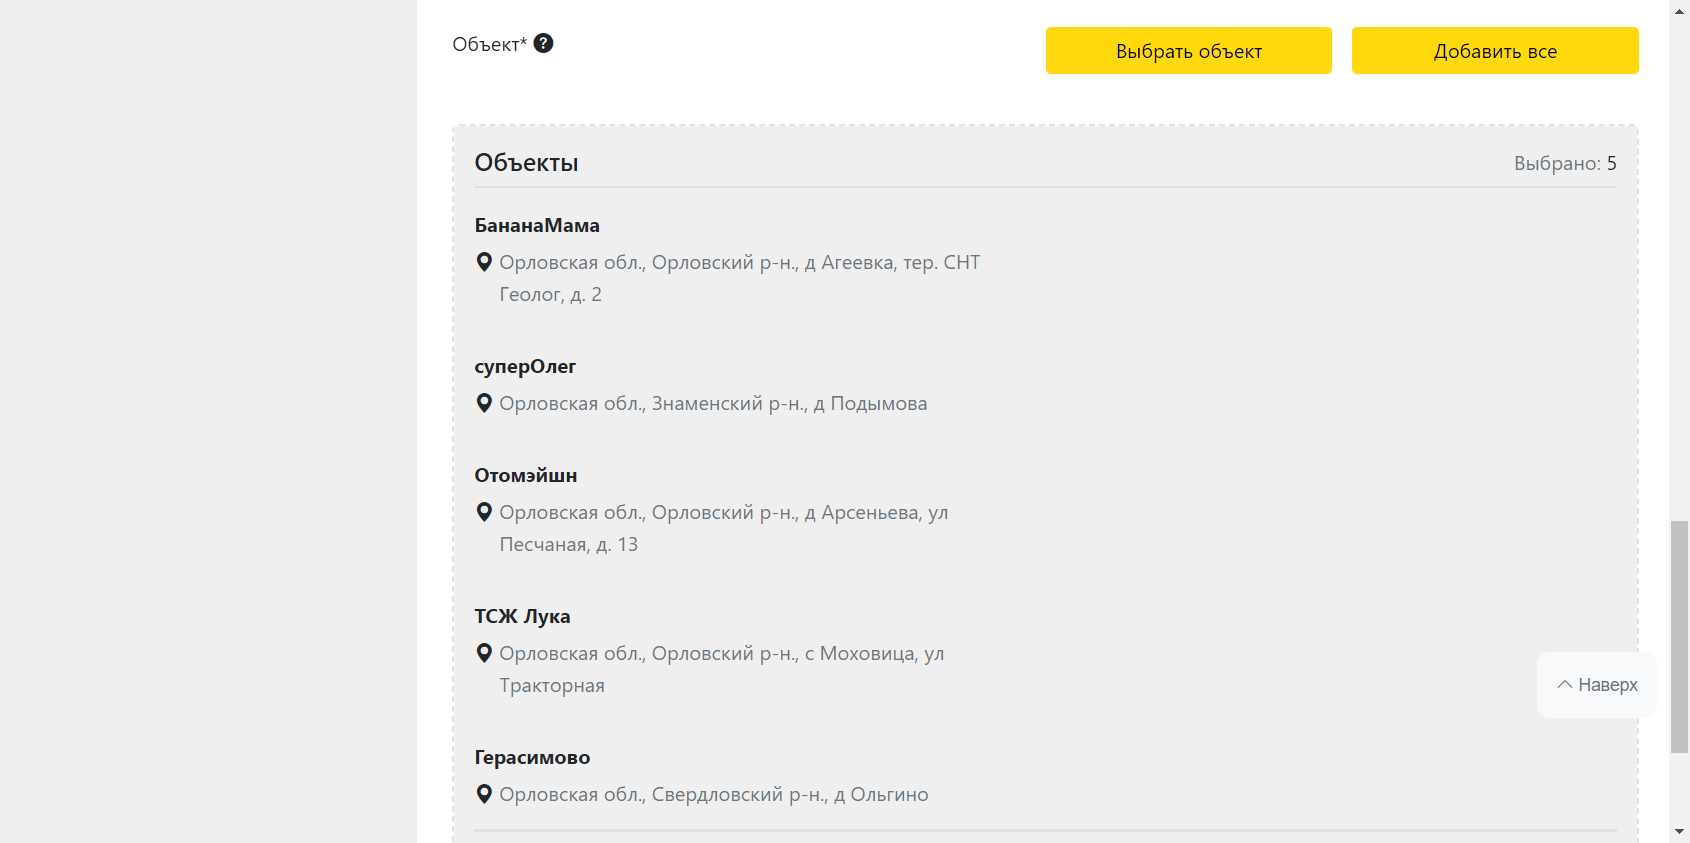 Объект* ?
Выбрать объект
Добавить все
Объекты
Выбрано: 5
БананаМама
Орловская обл., Орловский р-н., д Агеевка, тер. СНТ
Геолог, д. 2
суперОлег
Орловская обл., Знаменский р-н., д Подымова
Отомэйшн
Орловская обл., Орловский р-н., д Арсеньева, ул
Песчаная, д. 13
ТСЖ Лука
Орловская обл., Орловский р-н., с Моховица, ул
Тракторная
Наверх
Герасимово
Орловская обл., Свердловский р-н., д Ольгино